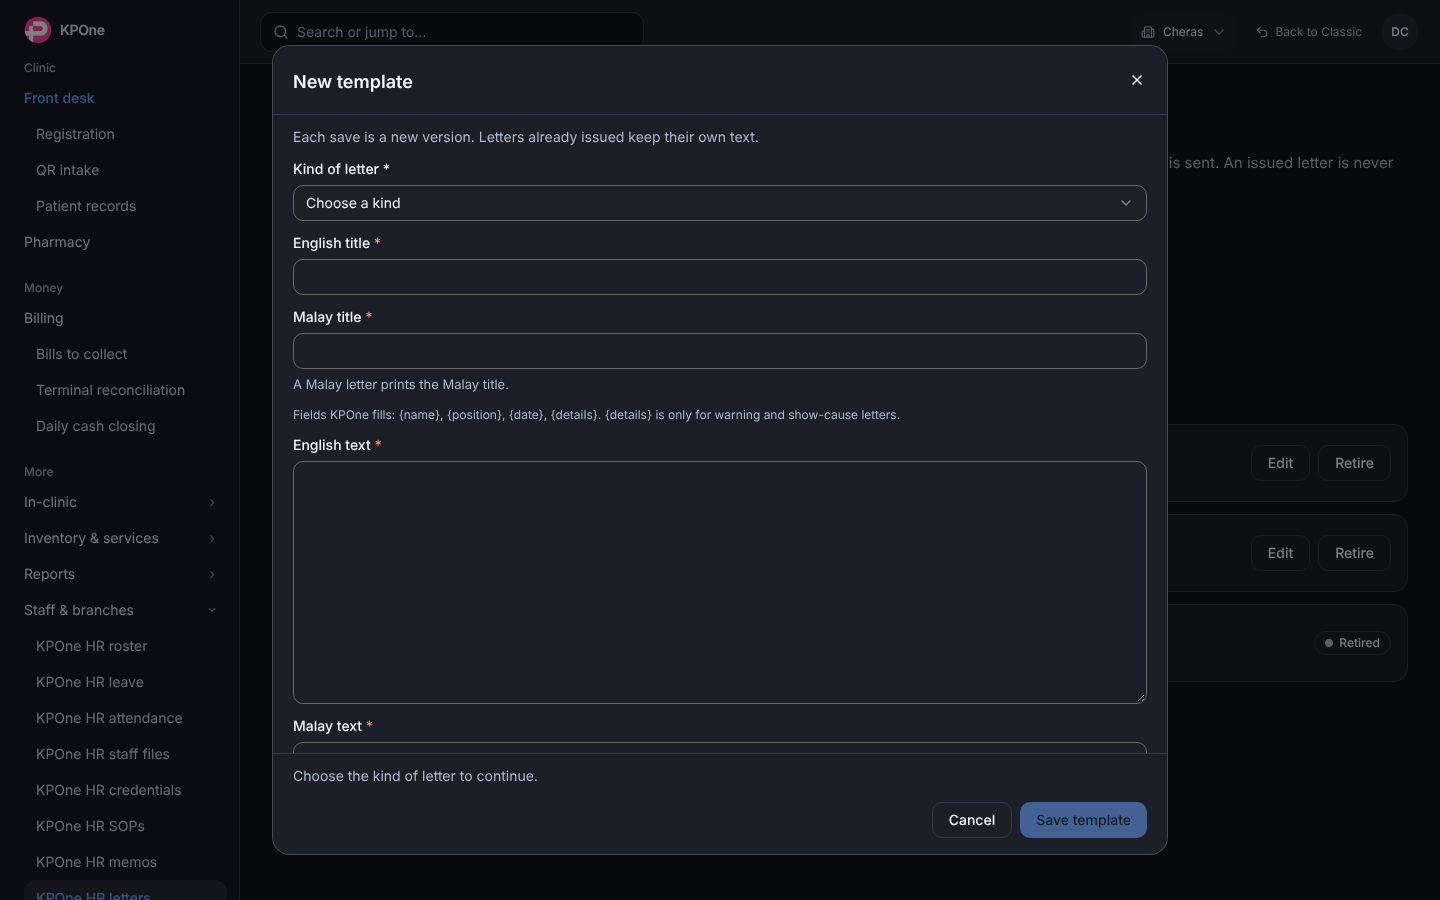 KPOne
Search or jump to...
Cheras
Back to Classic
DC
Clinic
Front desk
Registration
QR intake
Patient records
Pharmacy
Money
Billing
Bills to collect
Terminal reconciliation
Daily cash closing
More
In-clinic
Inventory & services
Reports
Staff & branches
KPOne HR roster
KPOne HR leave
KPOne HR attendance
KPOne HR staff files
KPOne HR credentials
KPOne HR SOPs
KPOne HR memos
KPOne HR letters
is sent. An issued letter is never
Edit
Retire
Edit
Retire
Retired
New template
Each save is a new version. Letters already issued keep their own text.
Kind of letter *
Choose a kind
English title *
Malay title *
A Malay letter prints the Malay title.
Fields KPOne fills: {name}, {position}, {date}, {details}. {details} is only for warning and show-cause letters.
English text *
Malay text *
Choose the kind of letter to continue.
Cancel
Save template